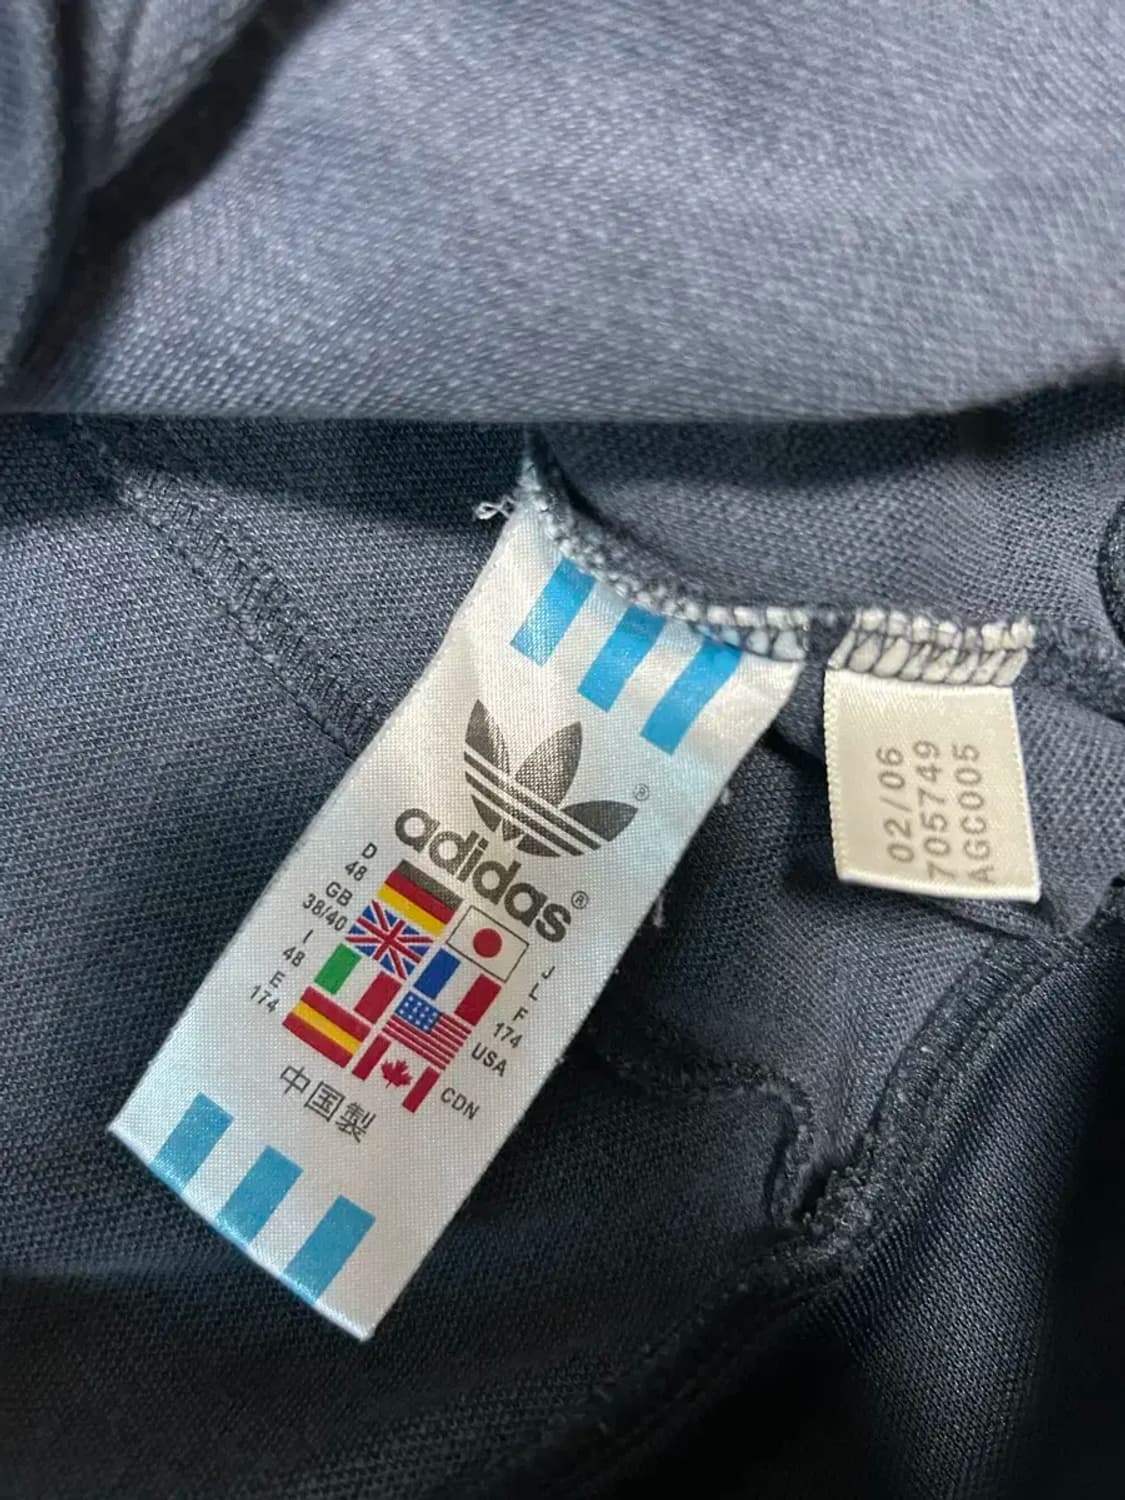 adidas®
®
D
48
GB
38/40
I
48
E
174
J
L
F
174
USA
CDN
中国製
02/06
705749
AGC005